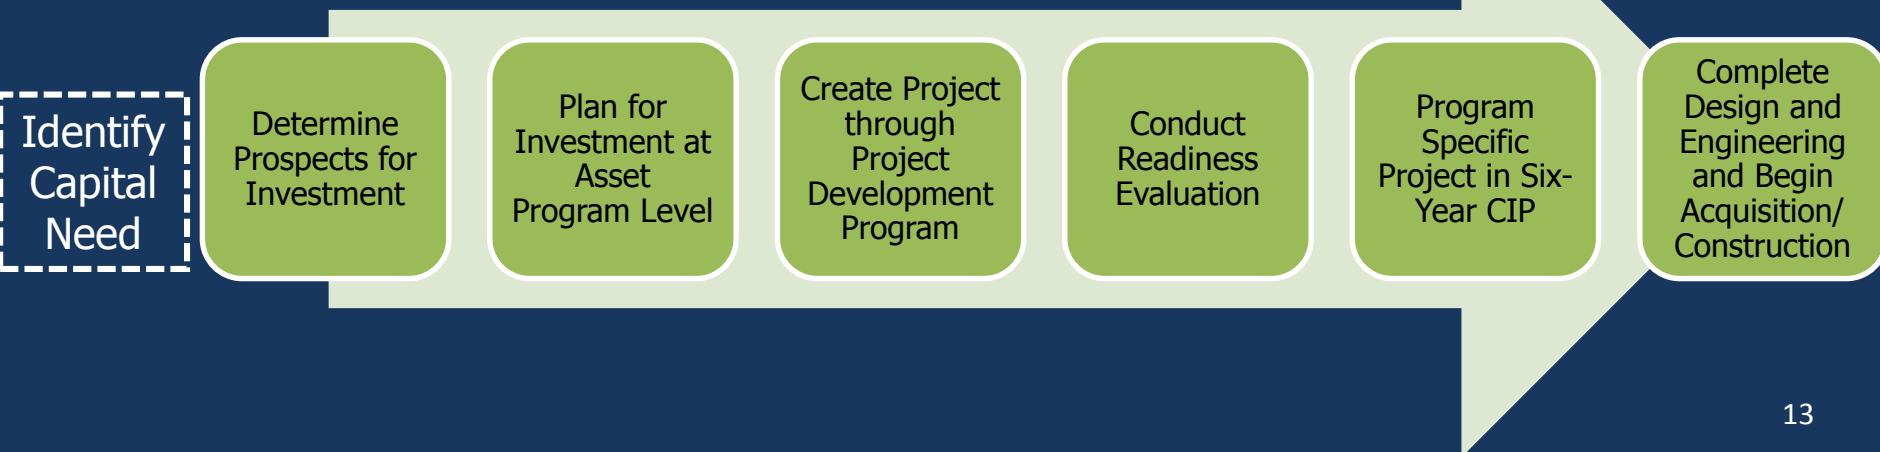 Identify
Capital
Need
Determine
Prospects for
Investment
Plan for
Investment at
Asset
Program Level
Create Project
through
Project
Development
Program
Conduct
Readiness
Evaluation
Program
Specific
Project in Six-
Year CIP
Complete
Design and
Engineering
and Begin
Acquisition/
Construction
13